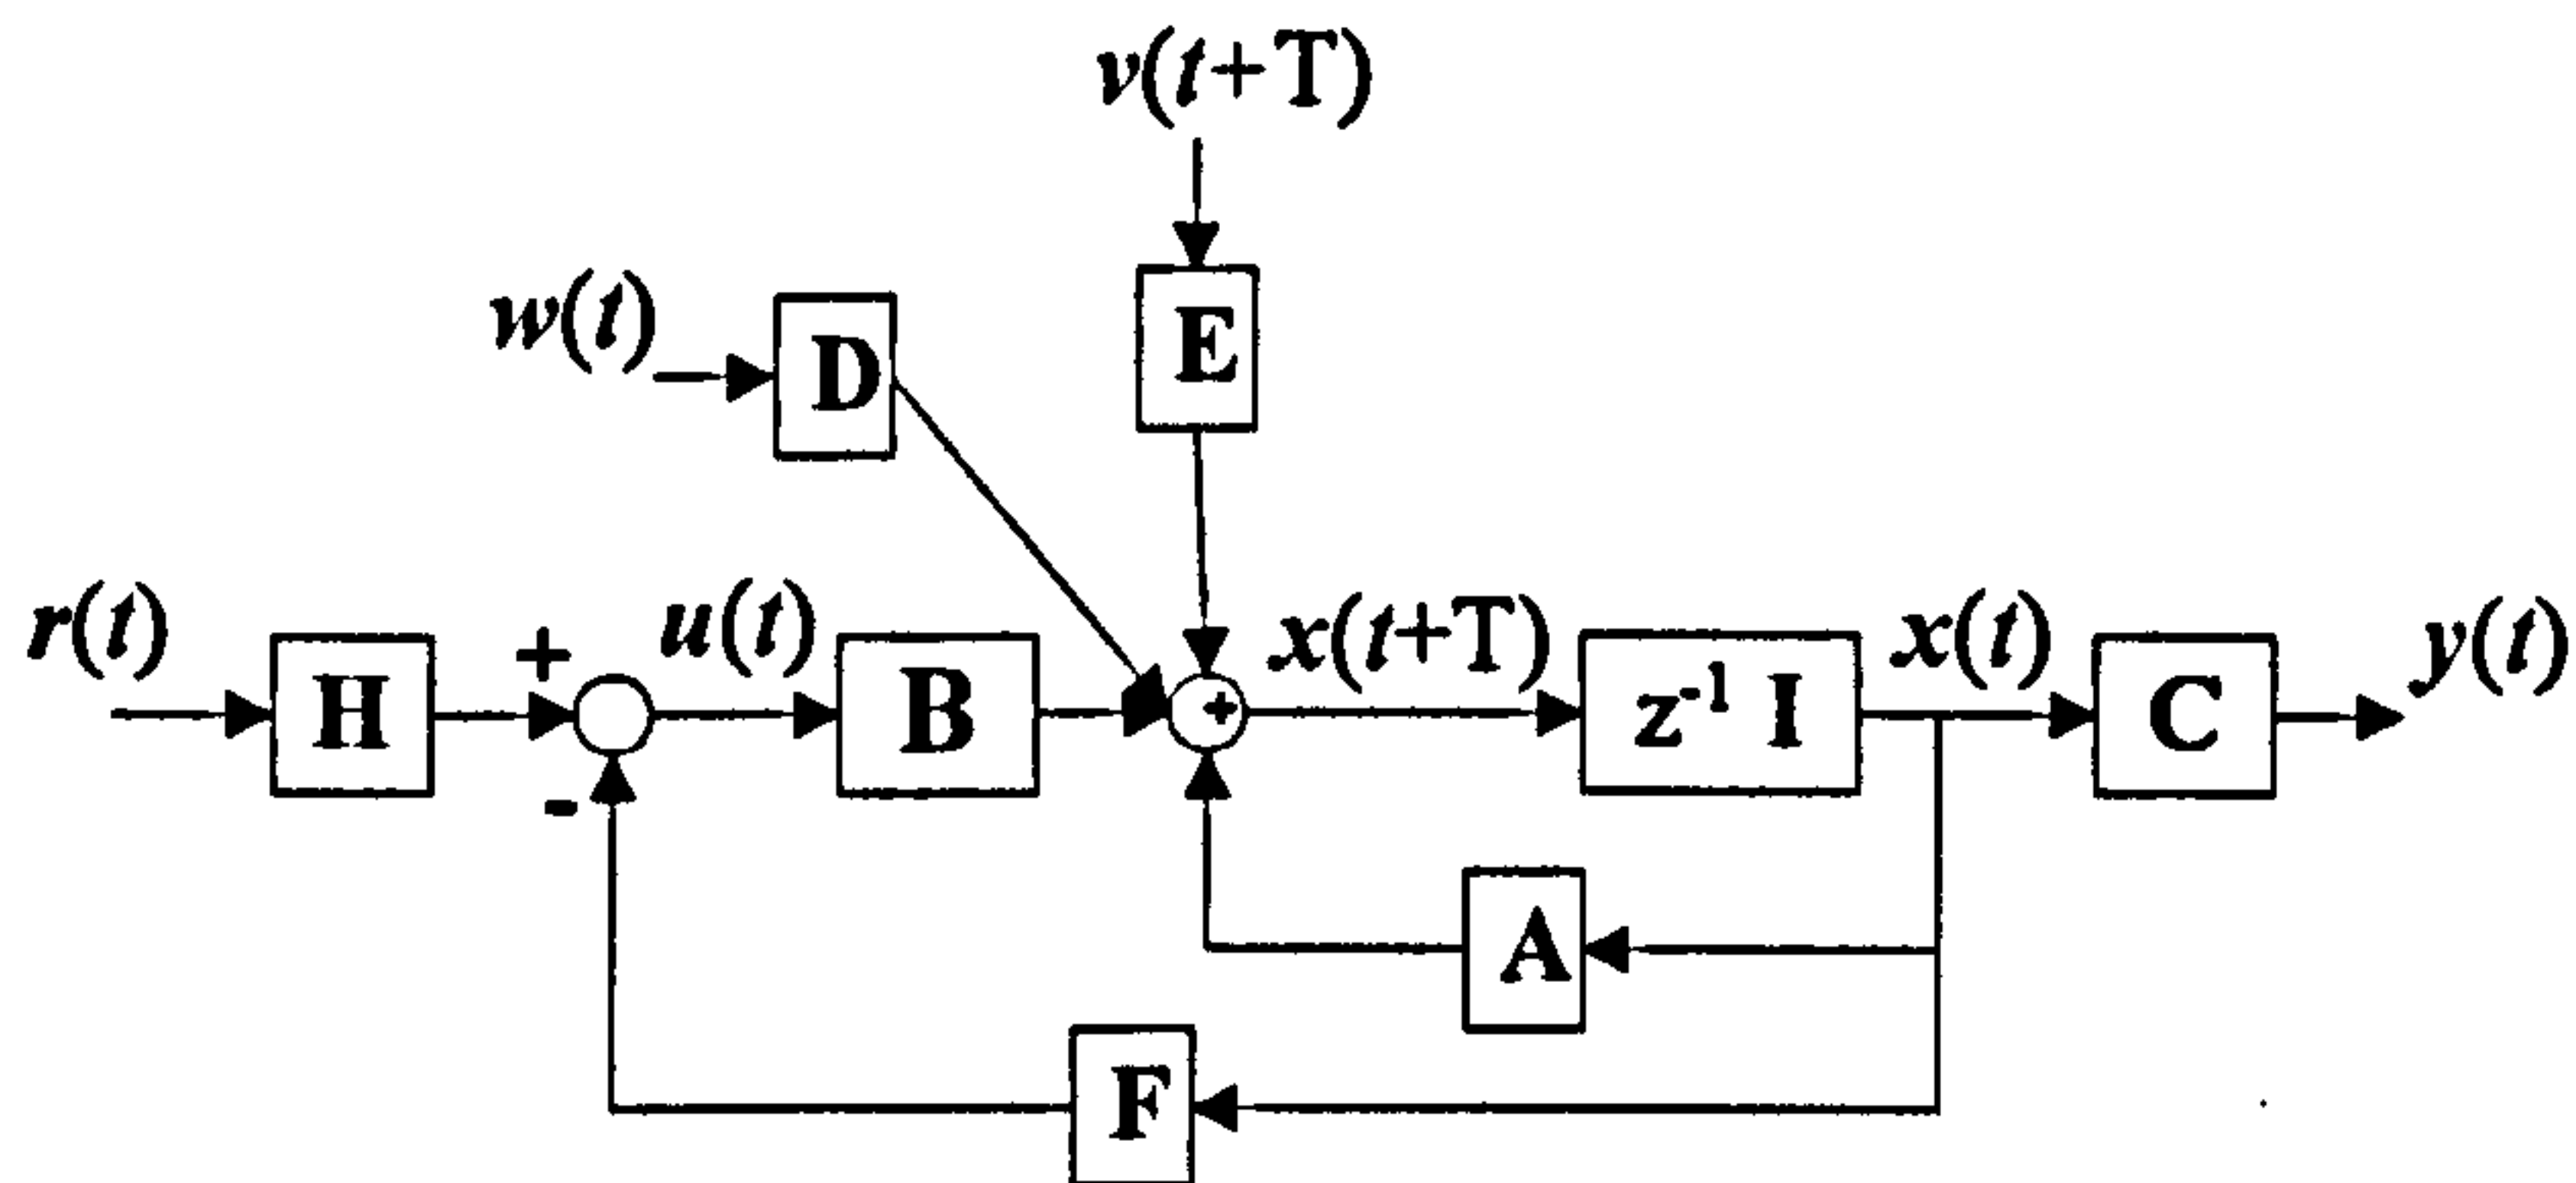 v(t+T)
w(t)
D
E
r(t)
H
+
-
u(t)
B
+
x(t+T)
z⁻¹ I
x(t)
C
y(t)
A
F